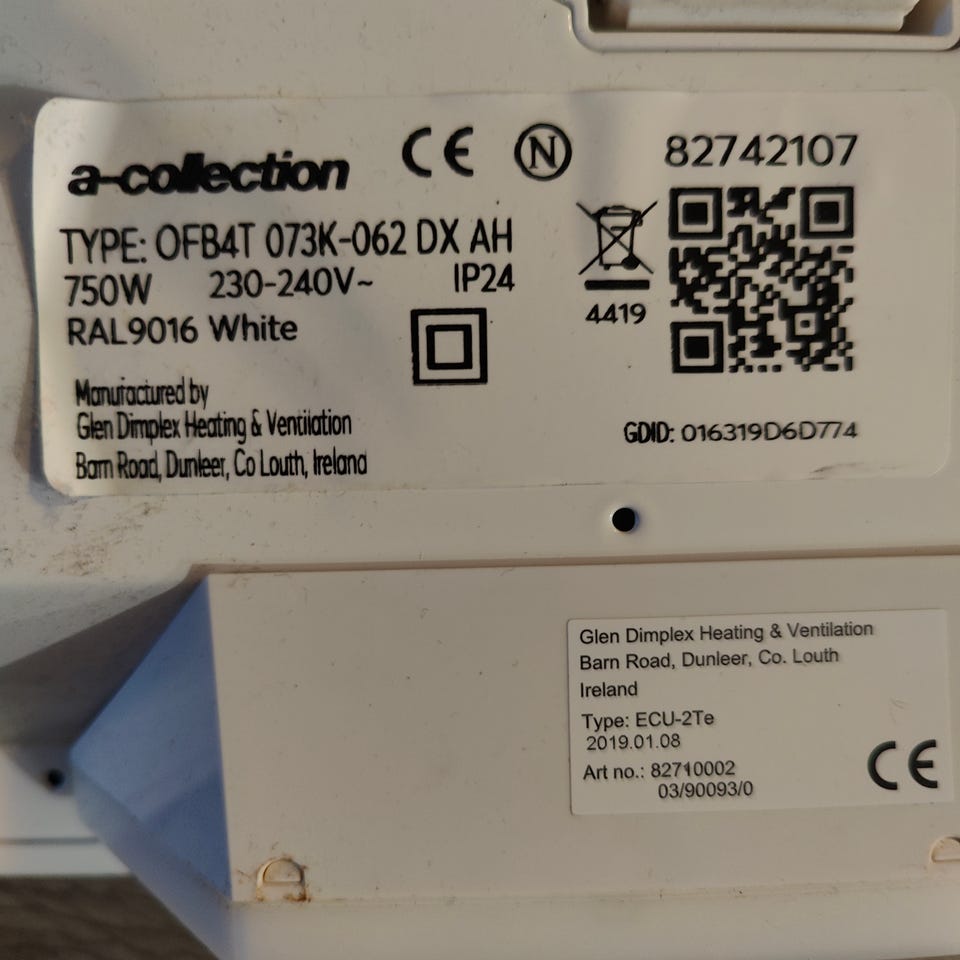 a-collection
CE N
82742107
TYPE: OFB4T 073K-062 DX AH
750W 230-240V~ IP24
RAL9016 White
4419
Manufactured by
Glen Dimplex Heating & Ventilation
Barn Road, Dunleer, Co Louth, Ireland
GDID: 016319D6D774
Glen Dimplex Heating & Ventilation
Barn Road, Dunleer, Co. Louth
Ireland
Type: ECU-2Te
2019.01.08
Art no.: 82710002
03/90093/0
CE